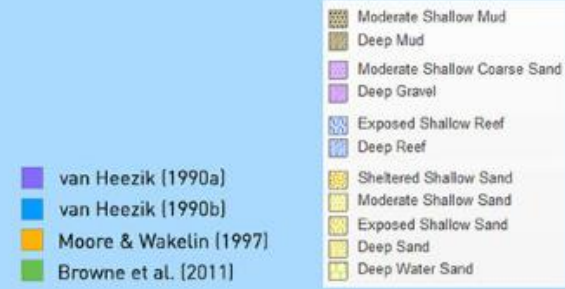 Moderate Shallow Mud
Deep Mud
Moderate Shallow Coarse Sand
Deep Gravel
Exposed Shallow Reef
Deep Reef
Sheltered Shallow Sand
Moderate Shallow Sand
Exposed Shallow Sand
Deep Sand
Deep Water Sand
van Heezik (1990a)
van Heezik (1990b)
Moore & Wakelin (1997)
Browne et al. (2011)